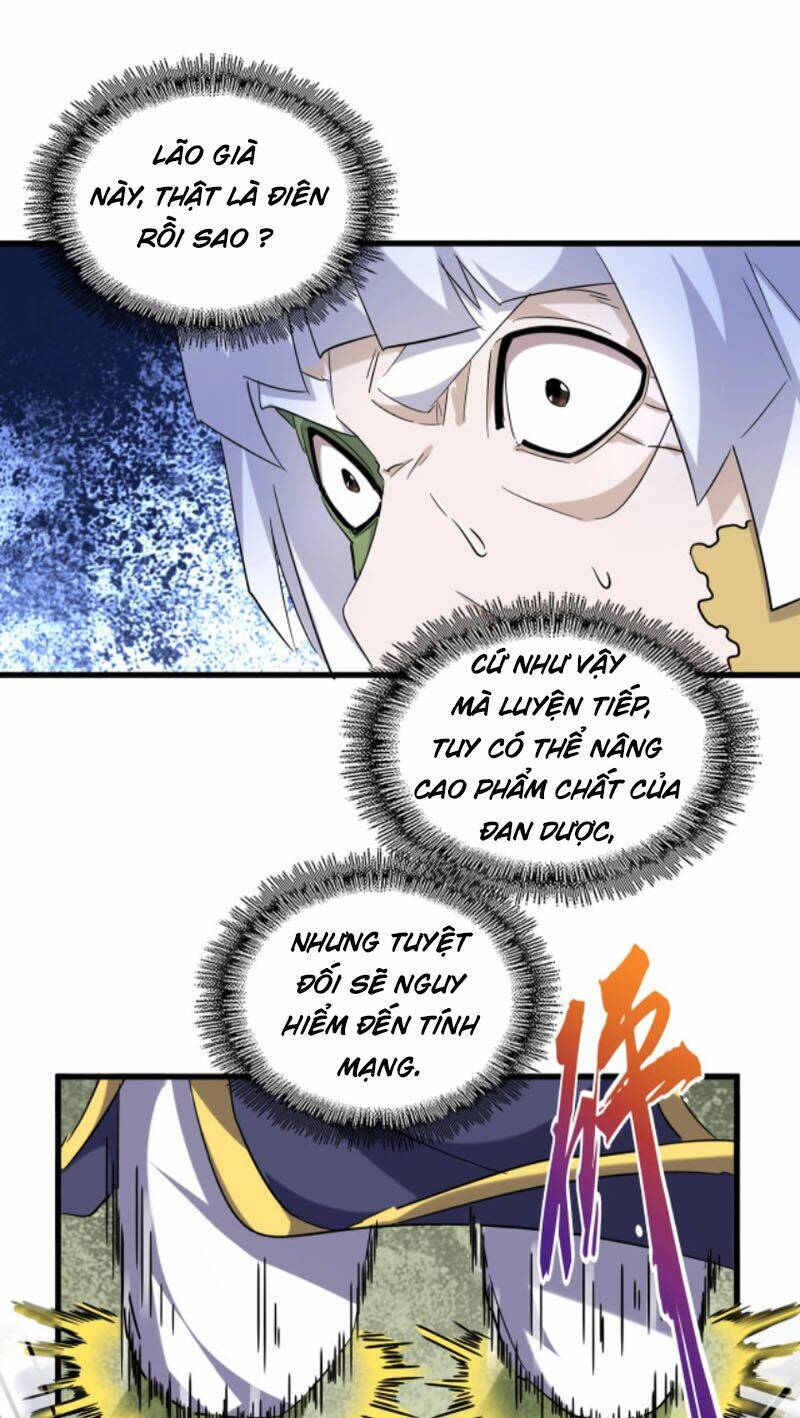 LÃO GIÀ
NÀY, THẬT LÀ ĐIÊN
RỒI SAO ?
CỨ NHƯ VẬY
MÀ LUYỆN TIẾP,
TUY CÓ THỂ NÂNG
CAO PHẨM CHẤT CỦA
ĐAN DƯỢC,
NHƯNG TUYỆT
ĐỐI SẼ NGUY
HIỂM ĐẾN TÍNH
MẠNG.